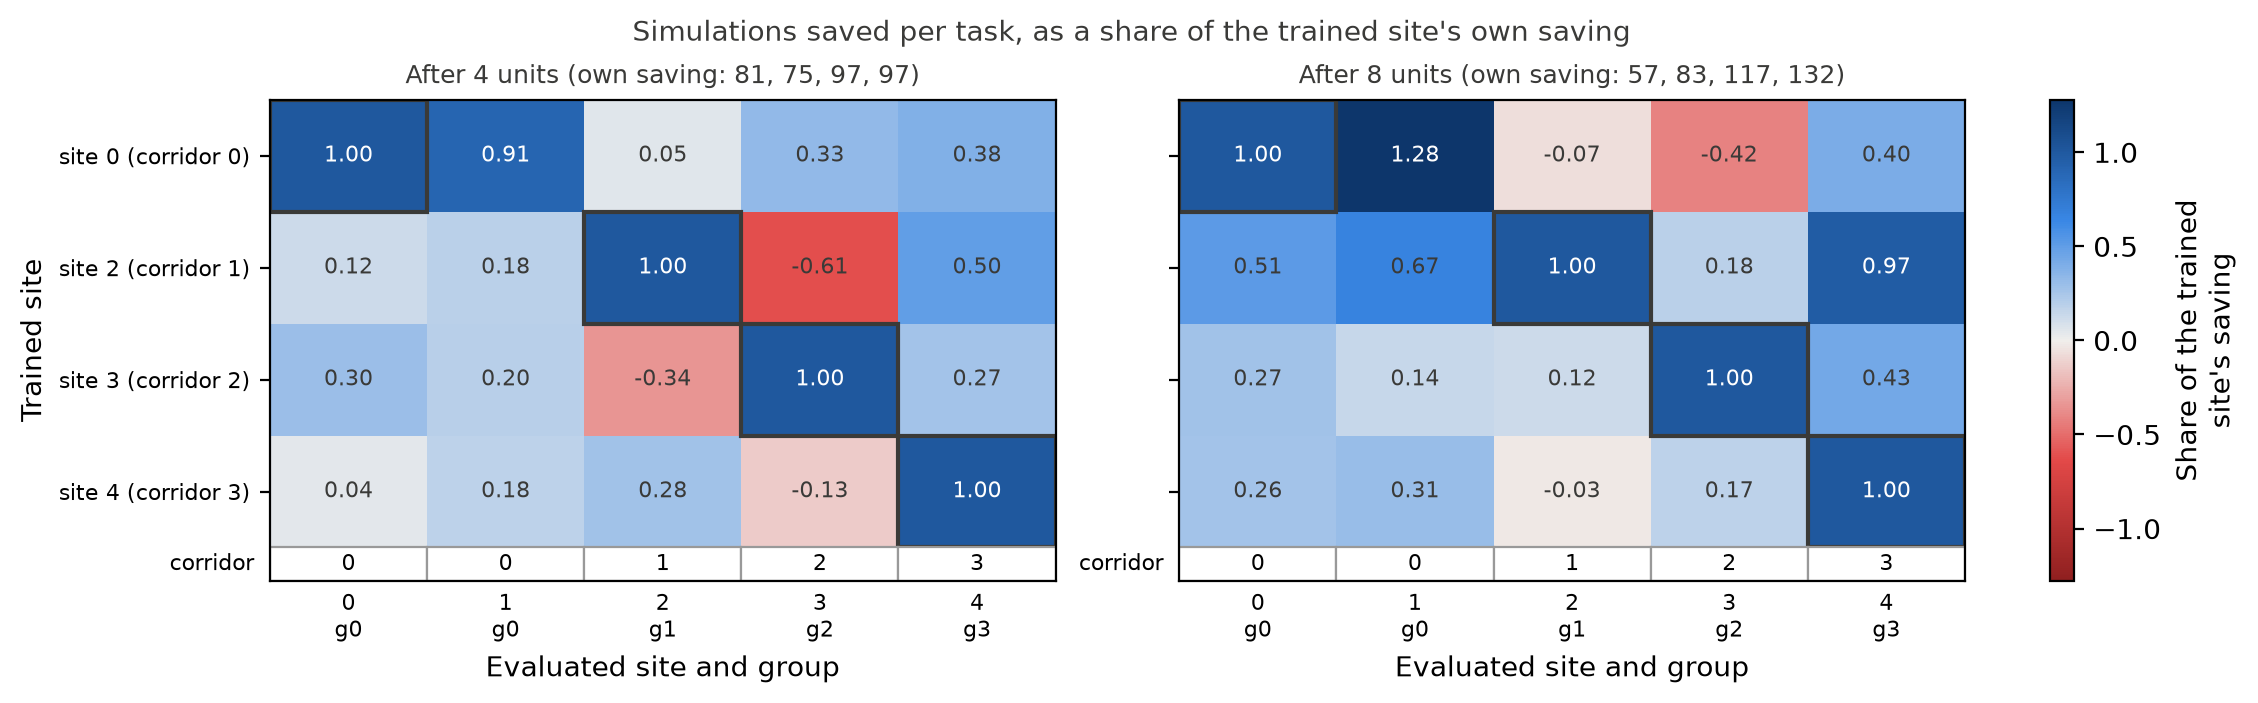 Simulations saved per task, as a share of the trained site's own saving
After 4 units (own saving: 81, 75, 97, 97)
After 8 units (own saving: 57, 83, 117, 132)
Trained site
site 0 (corridor 0)
1.00 0.91 0.05 0.33 0.38
site 2 (corridor 1)
0.12 0.18 1.00 -0.61 0.50
site 3 (corridor 2)
0.30 0.20 -0.34 1.00 0.27
site 4 (corridor 3)
0.04 0.18 0.28 -0.13 1.00
corridor 0 0 1 2 3
0 1 2 3 4
g0 g0 g1 g2 g3
Evaluated site and group
1.00 1.28 -0.07 -0.42 0.40
0.51 0.67 1.00 0.18 0.97
0.27 0.14 0.12 1.00 0.43
0.26 0.31 -0.03 0.17 1.00
corridor 0 0 1 2 3
0 1 2 3 4
g0 g0 g1 g2 g3
Evaluated site and group
1.0
0.5
0.0
−0.5
−1.0
Share of the trained
site's saving